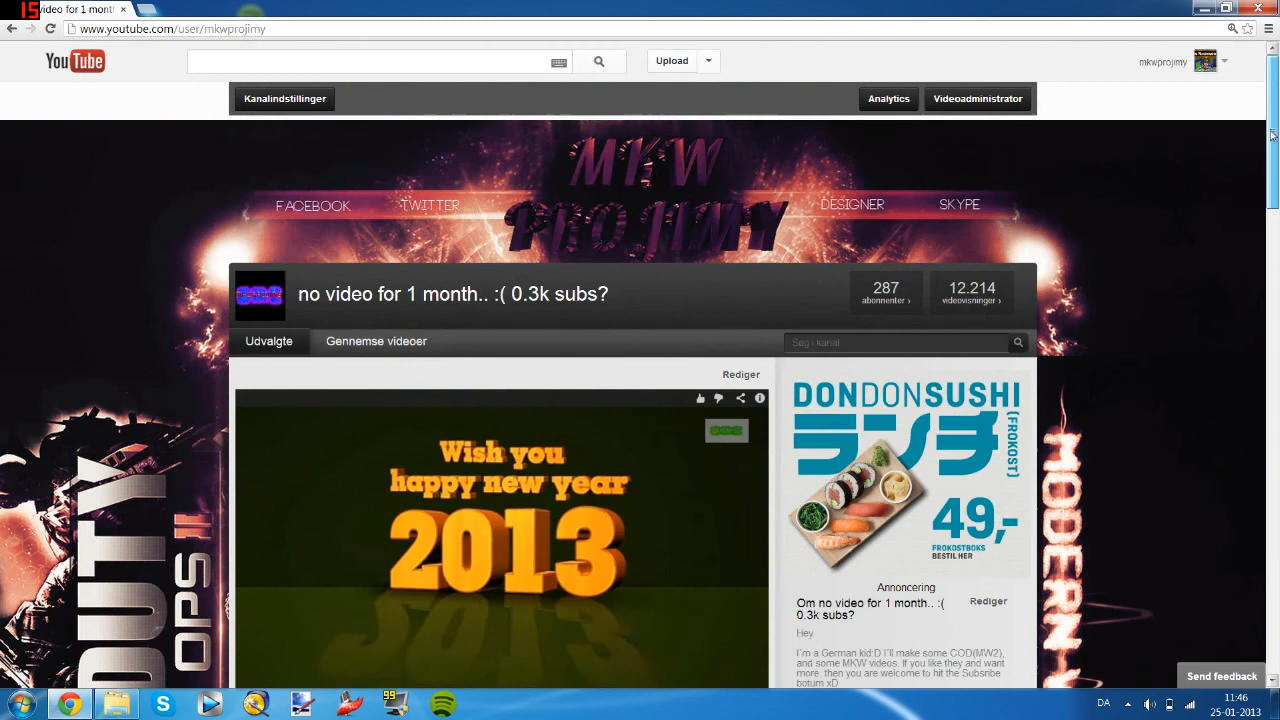 15
video for 1 mont
www.youtube.com/user/mkwprojimy
YouTube
Upload
mkwprojimy
Kanalindstillinger
Analytics
Videoadministrator
MKW
PROJIMY
FACEBOOK
TWITTER
DESIGNER
SKYPE
no video for 1 month.. :( 0.3k subs?
287
abonnenter ›
12.214
videovisninger ›
Udvalgte
Gennemse videoer
Søg i kanal
Rediger
Wish you
happy new year
2013
DONDONSUSHI
ランチ
(FROKOST)
49,-
FROKOSTBOKS
BESTIL HER
Annoncering
Om no video for 1 month.. :(
0.3k subs?
Rediger
Hey
I´m a German kid:D I´ll make some COD(MW2),
and some MKW videos. If you like they and want
more, then you are welcome to hit the Subsribe
botum xD
DUTY
OPS II
MODERN
Send feedback
99
DA
11:46
25-01-2013